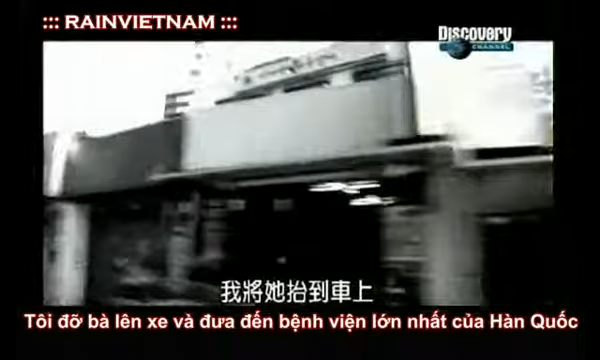 ::: RAINVIETNAM :::
Discovery
CHANNEL
我將她抬到車上
Tôi đỡ bà lên xe và đưa đến bệnh viện lớn nhất của Hàn Quốc